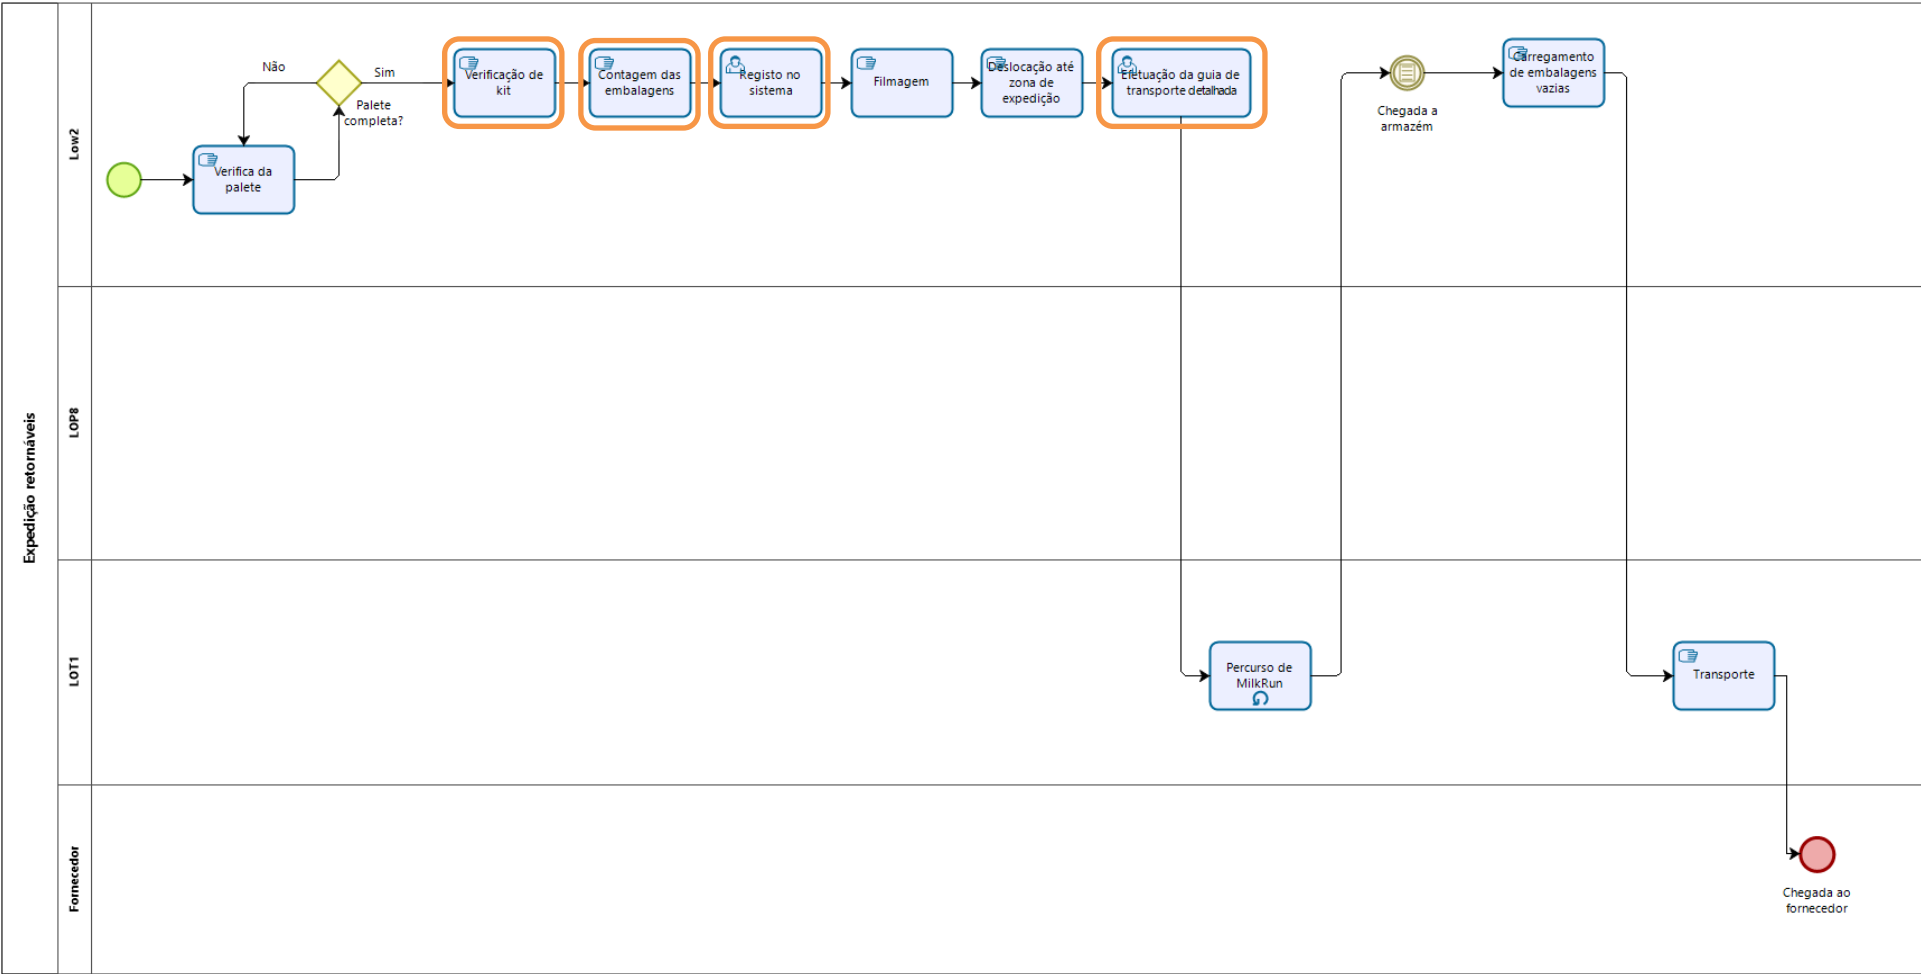 Expedição retornáveis
Low2
Não
Sim
Palete
completa?
Verifica da
palete
Verificação de
kit
Contagem das
embalagens
Registo no
sistema
Filmagem
Deslocação até
zona de
expedição
Efetuação da guia de
transporte detalhada
Chegada a
armazém
Carregamento
de embalagens
vazias
LOP8
LOT1
Percurso de
MilkRun
Transporte
Fornecedor
Chegada ao
fornecedor